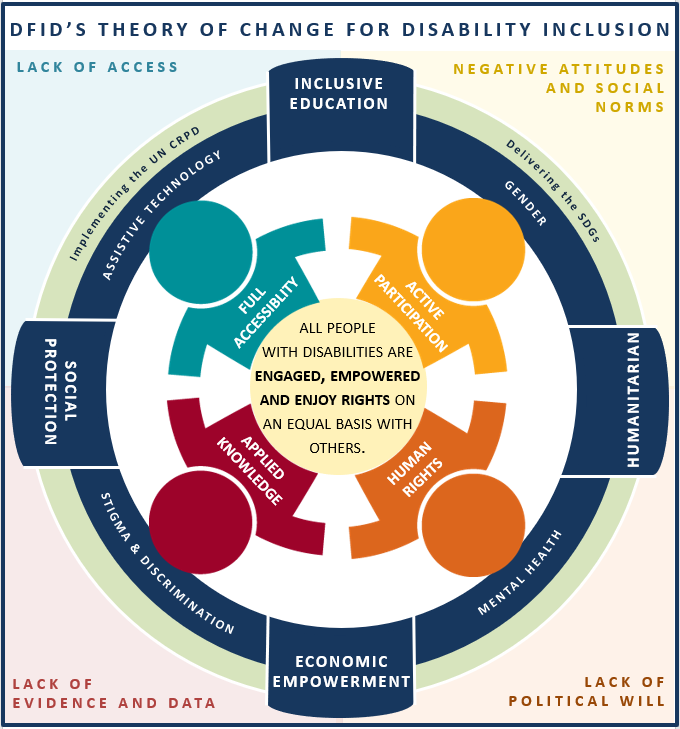 DFID'S THEORY OF CHANGE FOR DISABILITY INCLUSION
LACK OF ACCESS
NEGATIVE ATTITUDES
AND SOCIAL
NORMS
INCLUSIVE
EDUCATION
Implementing the UN CRPD
Delivering the SDGs
ASSISTIVE TECHNOLOGY
GENDER
FULL
ACCESSIBLITY
ACTIVE
PARTICIPATION
SOCIAL
PROTECTION
ALL PEOPLE
WITH DISABILITIES ARE
ENGAGED, EMPOWERED
AND ENJOY RIGHTS ON
AN EQUAL BASIS WITH
OTHERS.
HUMANITARIAN
APPLIED
KNOWLEDGE
HUMAN
RIGHTS
STIGMA & DISCRIMINATION
MENTAL HEALTH
ECONOMIC
EMPOWERMENT
LACK OF
EVIDENCE AND DATA
LACK OF
POLITICAL WILL